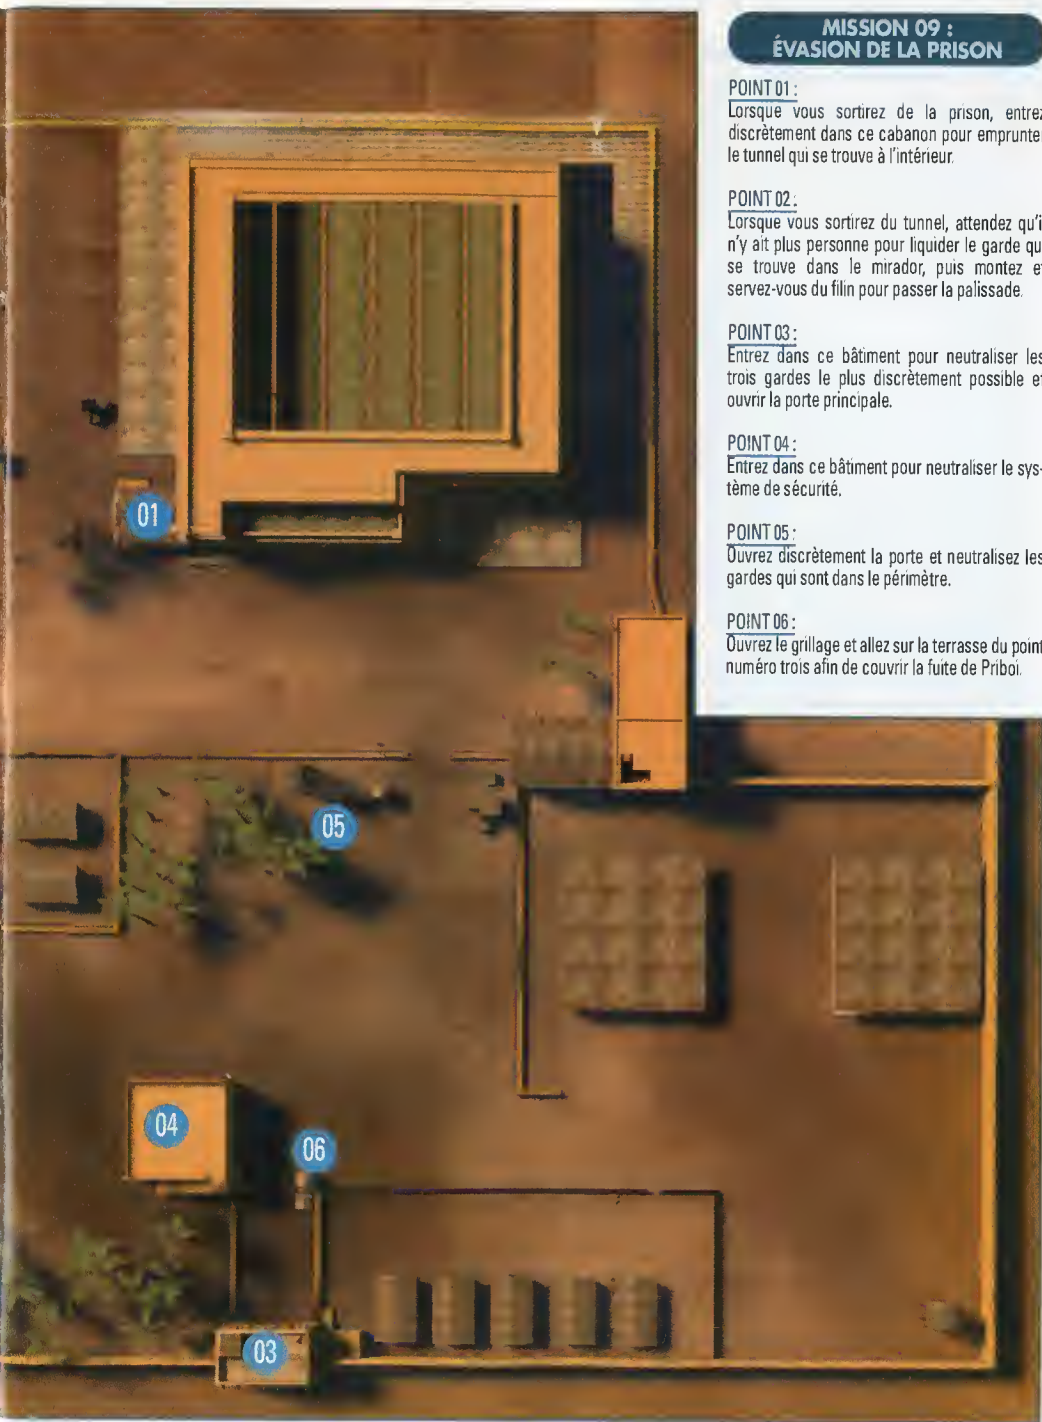 MISSION 09 :
ÉVASION DE LA PRISON
POINT 01 :
Lorsque vous sortirez de la prison, entrez
discrètement dans ce cabanon pour emprunter
le tunnel qui se trouve à l'intérieur.
POINT 02 :
Lorsque vous sortirez du tunnel, attendez qu'i
n'y ait plus personne pour liquider le garde qu
se trouve dans le mirador, puis montez et
servez-vous du filin pour passer la palissade.
POINT 03 :
Entrez dans ce bâtiment pour neutraliser les
trois gardes le plus discrètement possible et
ouvrir la porte principale.
POINT 04 :
Entrez dans ce bâtiment pour neutraliser le sys-
tème de sécurité.
POINT 05 :
Ouvrez discrètement la porte et neutralisez les
gardes qui sont dans le périmètre.
POINT 06 :
Ouvrez le grillage et allez sur la terrasse du point
numéro trois afin de couvrir la fuite de Priboi.
01
05
04
06
03